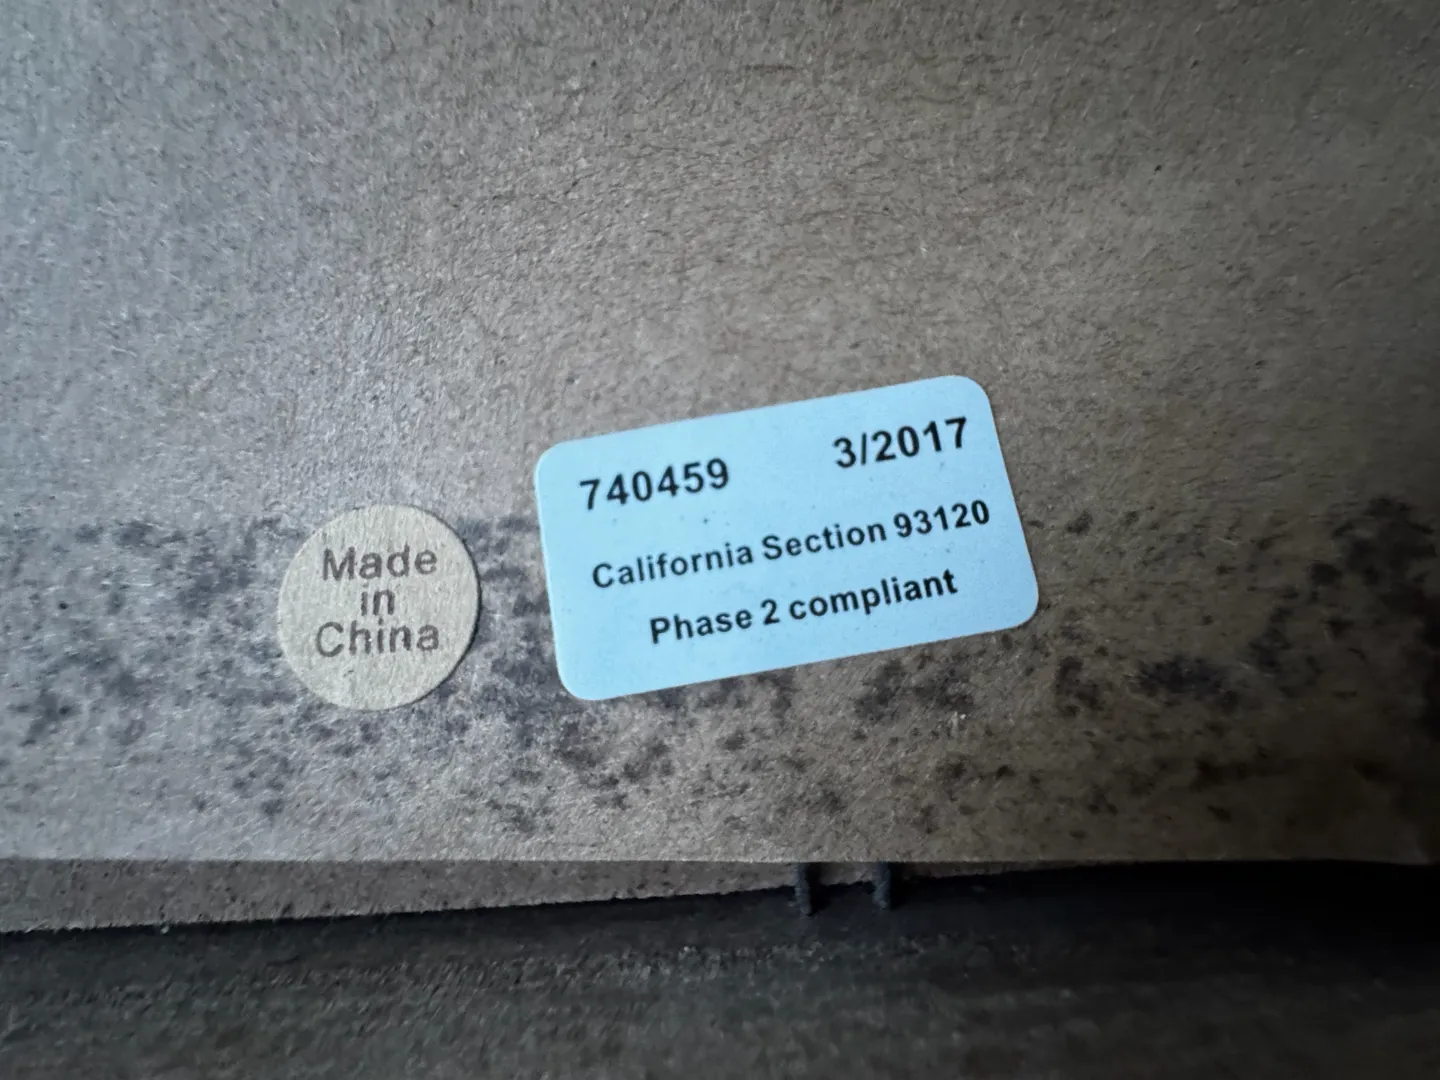 Made
in
China
740459 3/2017
California Section 93120
Phase 2 compliant